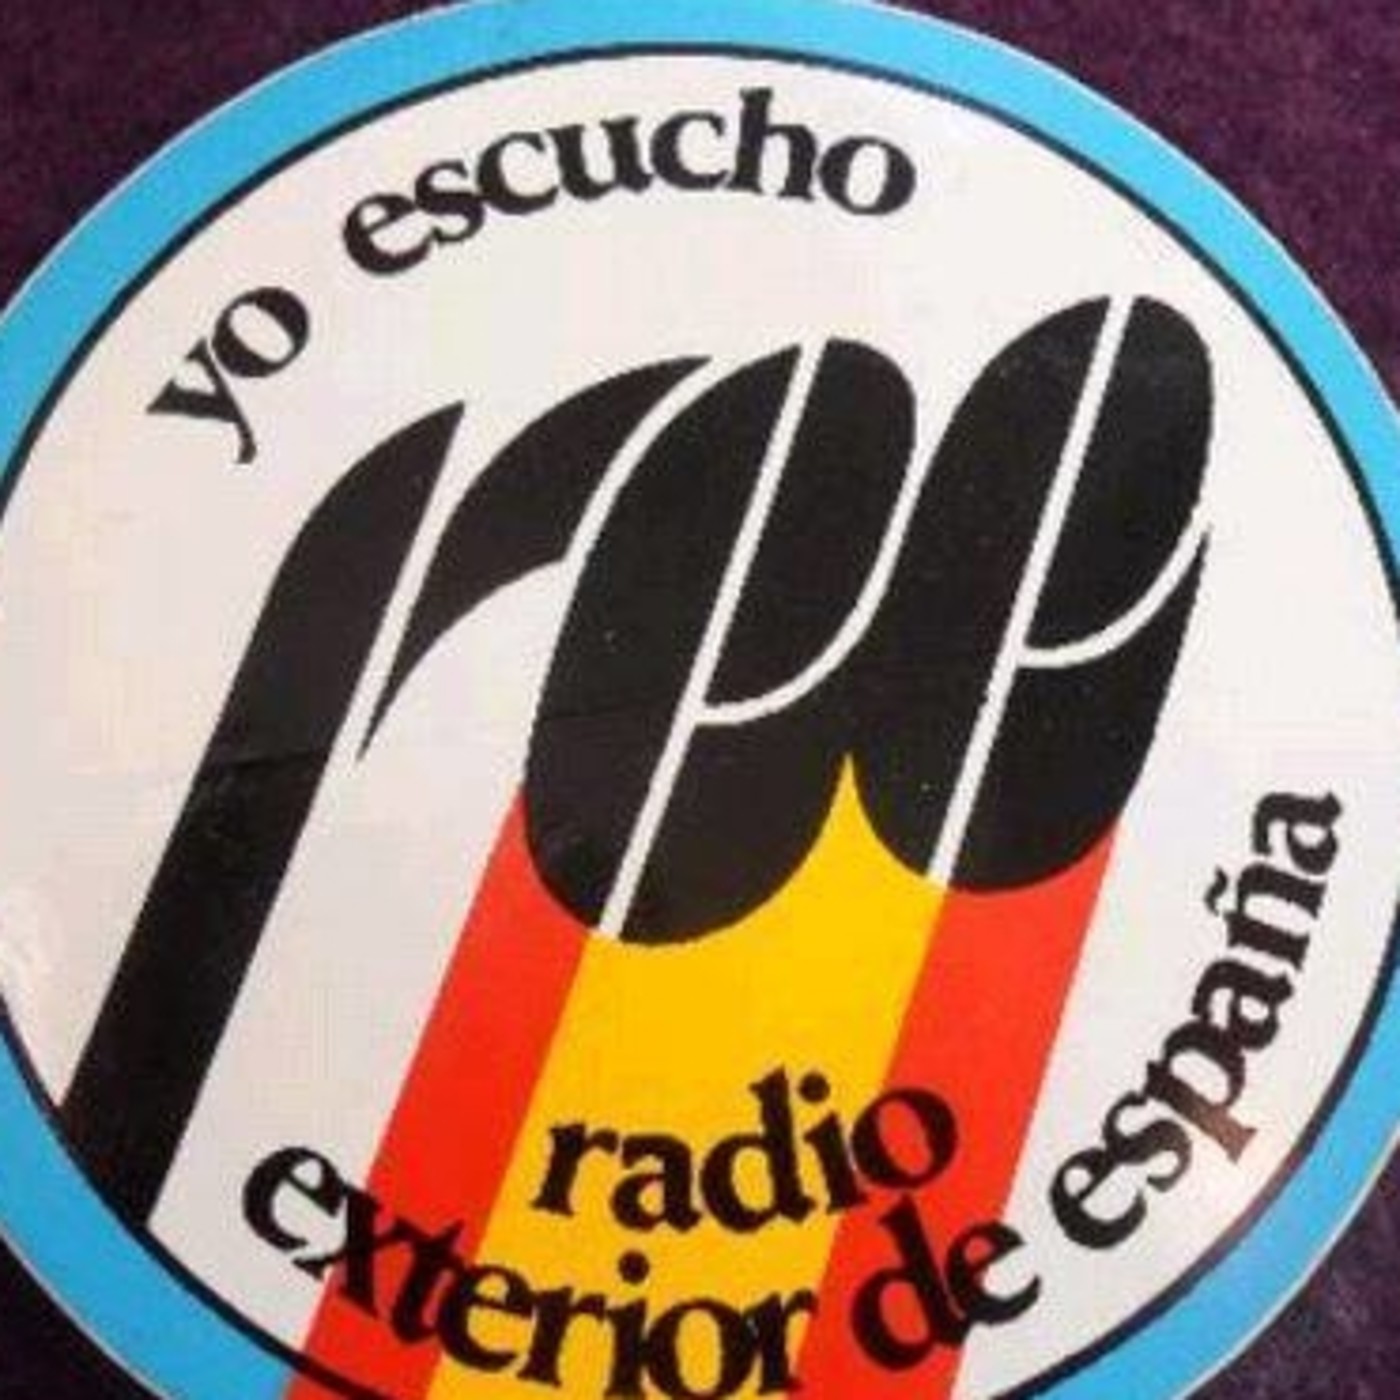 yo escucho
ree
radio
exterior de españa